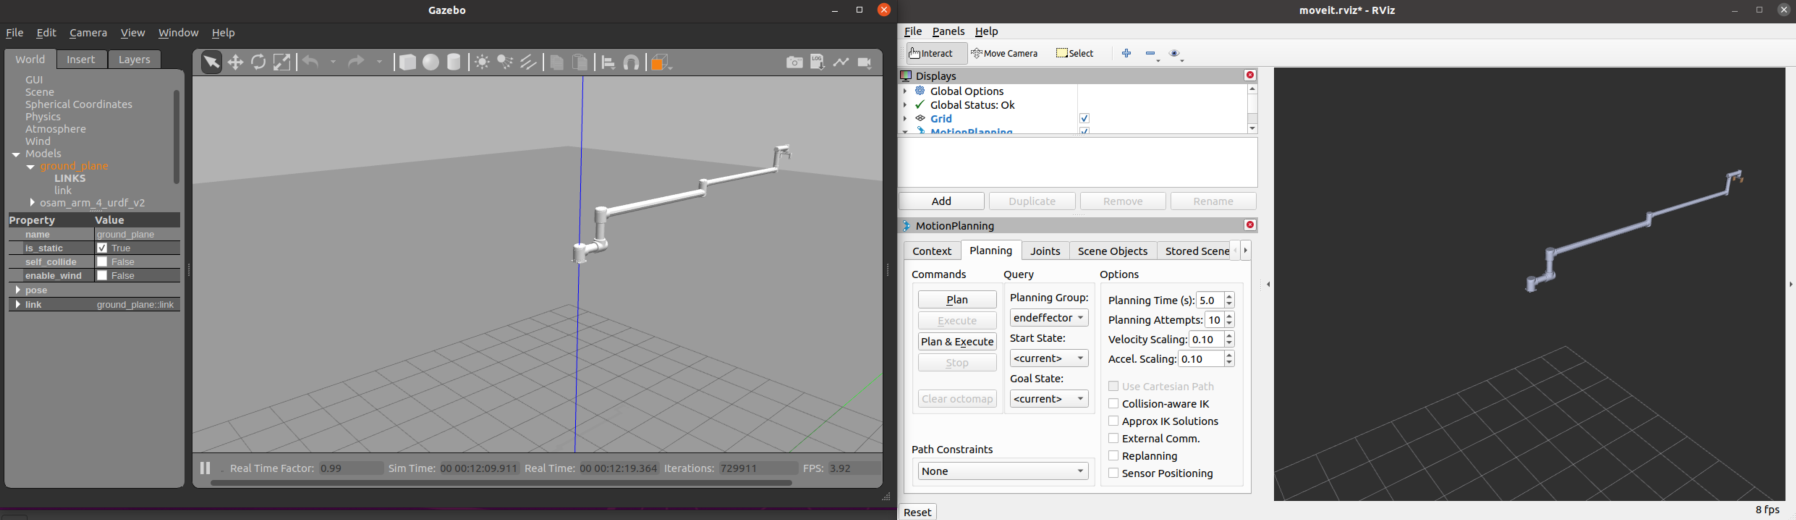 Gazebo
File Edit Camera View Window Help
World Insert Layers
GUI
Scene
Spherical Coordinates
Physics
Atmosphere
Wind
Models
ground_plane
LINKS
link
osam_arm_4_urdf_v2
Property Value
name ground_plane
is_static True
self_collide False
enable_wind False
pose
link ground_plane::link
LOG
Real Time Factor: 0.99 Sim Time: 00 00:12:09.911 Real Time: 00 00:12:19.364 Iterations: 729911 FPS: 3.92
moveit.rviz* - RViz
File Panels Help
Interact Move Camera Select
Displays
Global Options
Global Status: Ok
Grid
MotionPlanning
Add Duplicate Remove Rename
MotionPlanning
Context Planning Joints Scene Objects Stored Scene
Commands Query Options
Plan
Execute
Plan & Execute
Stop
Clear octomap
Planning Group:
endeffector
Start State:
<current>
Goal State:
<current>
Planning Time (s): 5.0
Planning Attempts: 10
Velocity Scaling: 0.10
Accel. Scaling: 0.10
Use Cartesian Path
Collision-aware IK
Approx IK Solutions
External Comm.
Replanning
Sensor Positioning
Path Constraints
None
Reset
8 fps